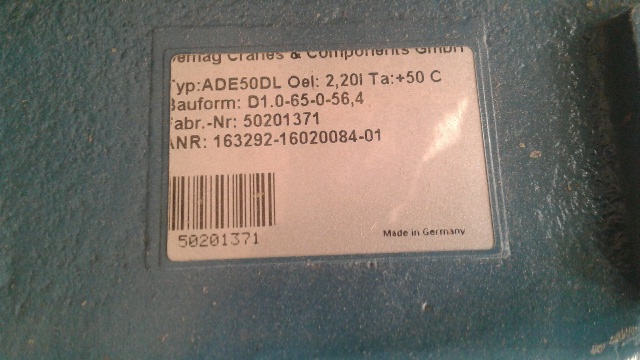 emag Cranes & Components GmbH
Typ:ADE50DL Oel: 2,20l Ta:+50 C
Bauform: D1.0-65-0-56,4
Fabr.-Nr: 50201371
ANR: 163292-16020084-01
50201371
Made in Germany